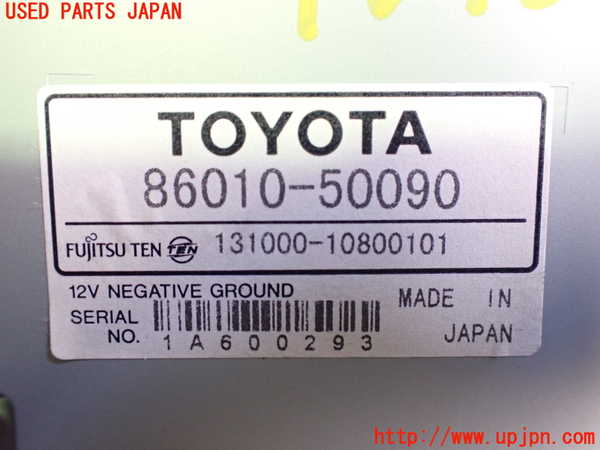 USED PARTS JAPAN
TOYOTA
86010-50090
FUJITSU TEN TEN 131000-10800101
12V NEGATIVE GROUND
MADE IN
SERIAL
NO.
JAPAN
1A600293
http://www.upjpn.com/